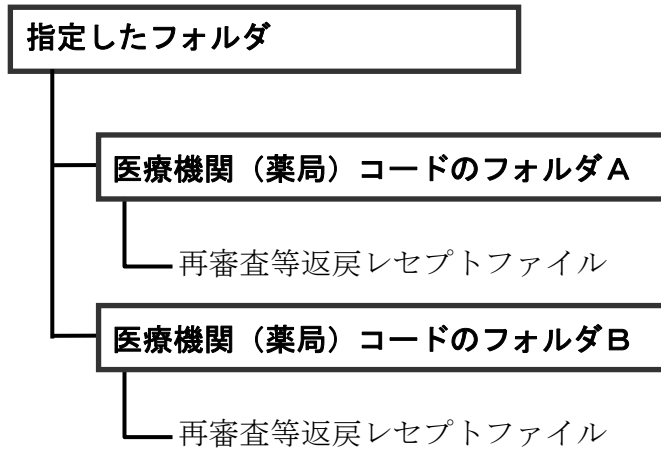 指定したフォルダ
医療機関（薬局）コードのフォルダＡ
再審査等返戻レセプトファイル
医療機関（薬局）コードのフォルダＢ
再審査等返戻レセプトファイル